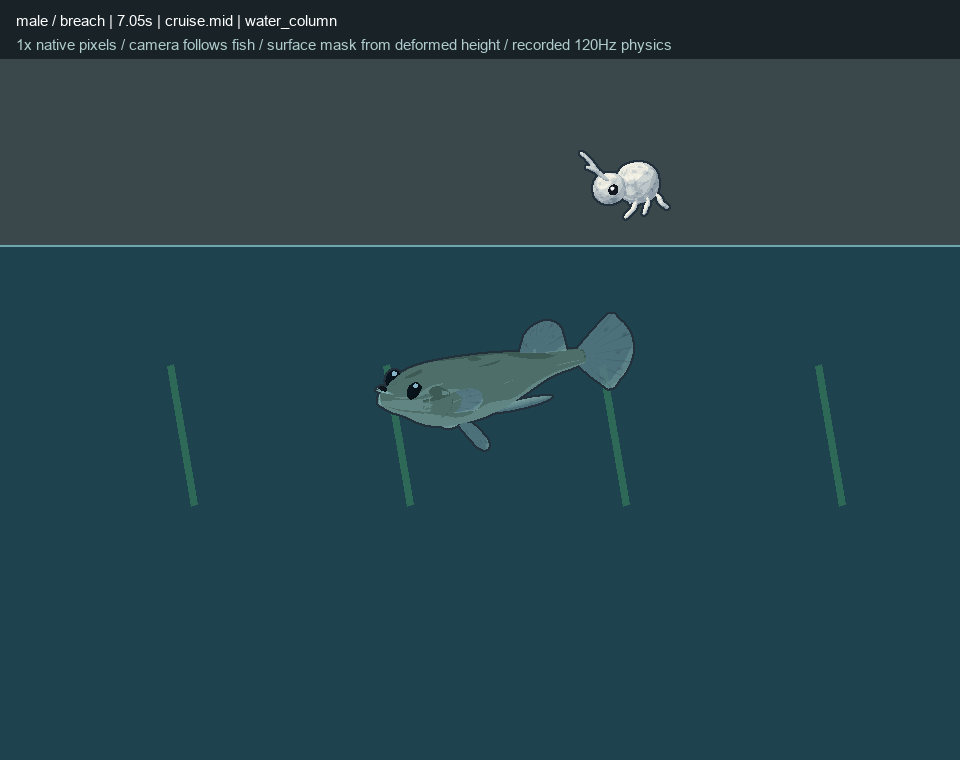 male / breach | 7.05s | cruise.mid | water_column
1x native pixels / camera follows fish / surface mask from deformed height / recorded 120Hz physics